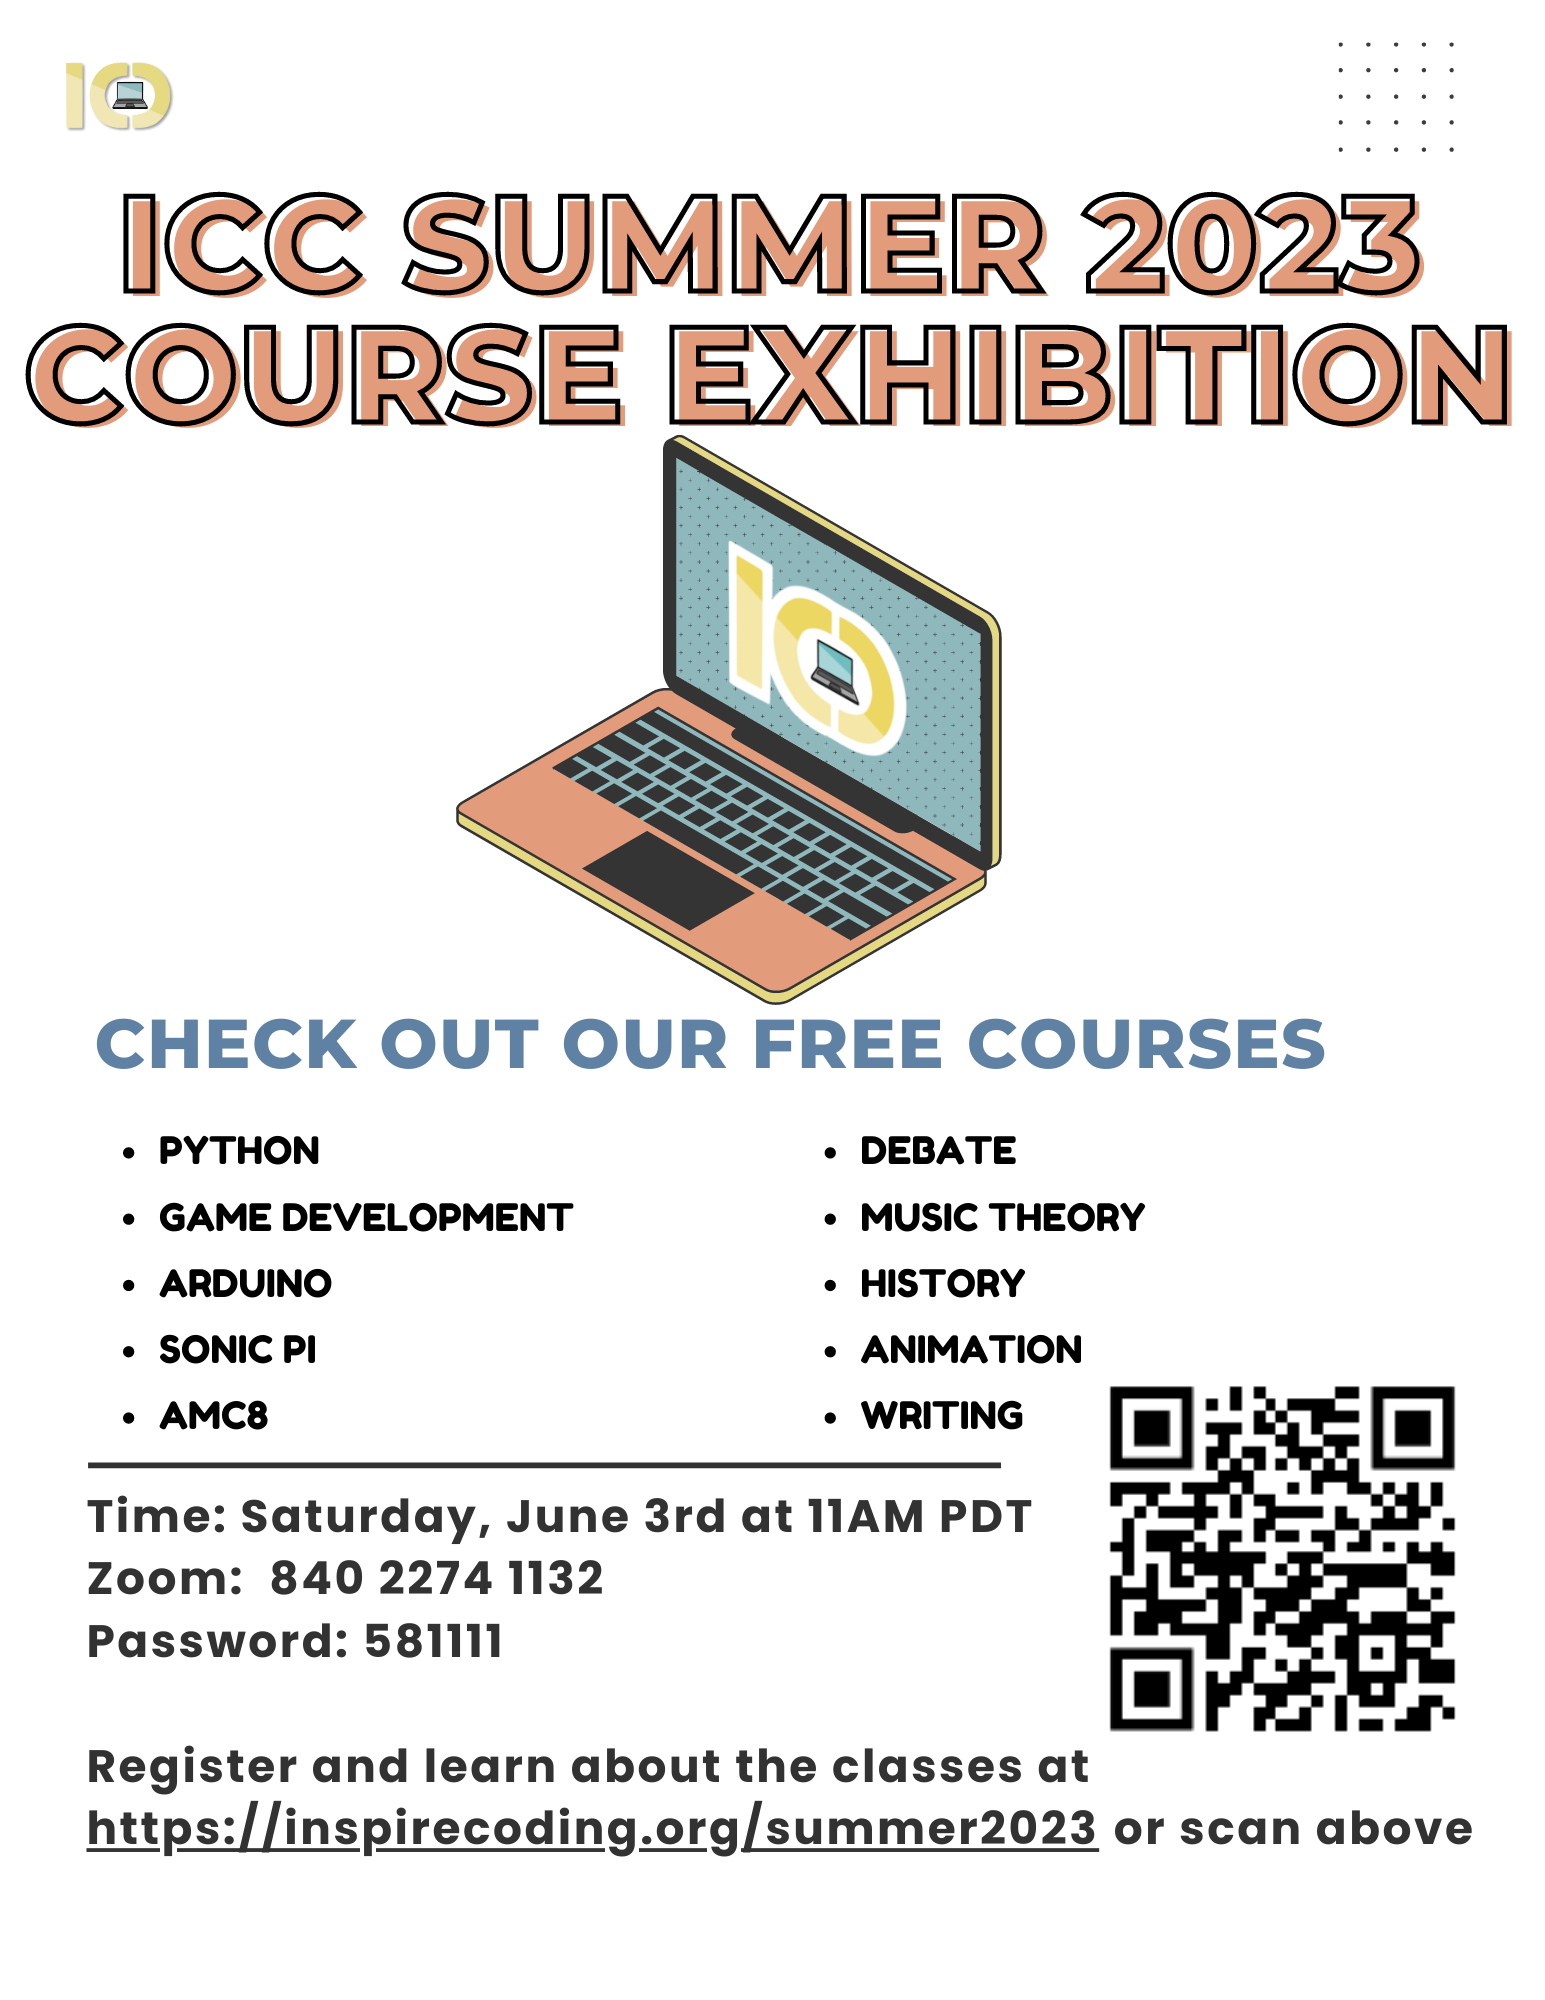 ICC SUMMER 2023
COURSE EXHIBITION
CHECK OUT OUR FREE COURSES
• PYTHON
• GAME DEVELOPMENT
• ARDUINO
• SONIC PI
• AMC8
• DEBATE
• MUSIC THEORY
• HISTORY
• ANIMATION
• WRITING
Time: Saturday, June 3rd at 11AM PDT
Zoom: 840 2274 1132
Password: 581111
Register and learn about the classes at
https://inspirecoding.org/summer2023 or scan above